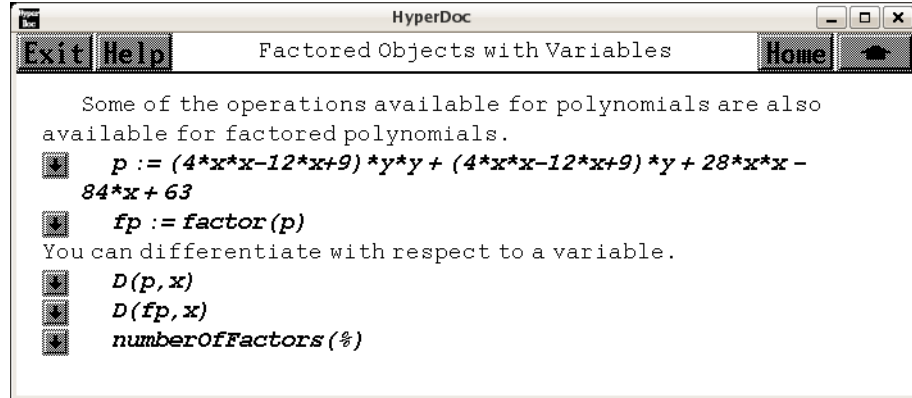 Hyper Doc
HyperDoc
Exit Help Factored Objects with Variables Home
Some of the operations available for polynomials are also
available for factored polynomials.
p := (4*x*x-12*x+9)*y*y + (4*x*x-12*x+9)*y + 28*x*x -
84*x + 63
fp := factor(p)
You can differentiate with respect to a variable.
D(p,x)
D(fp,x)
numberOfFactors(%)